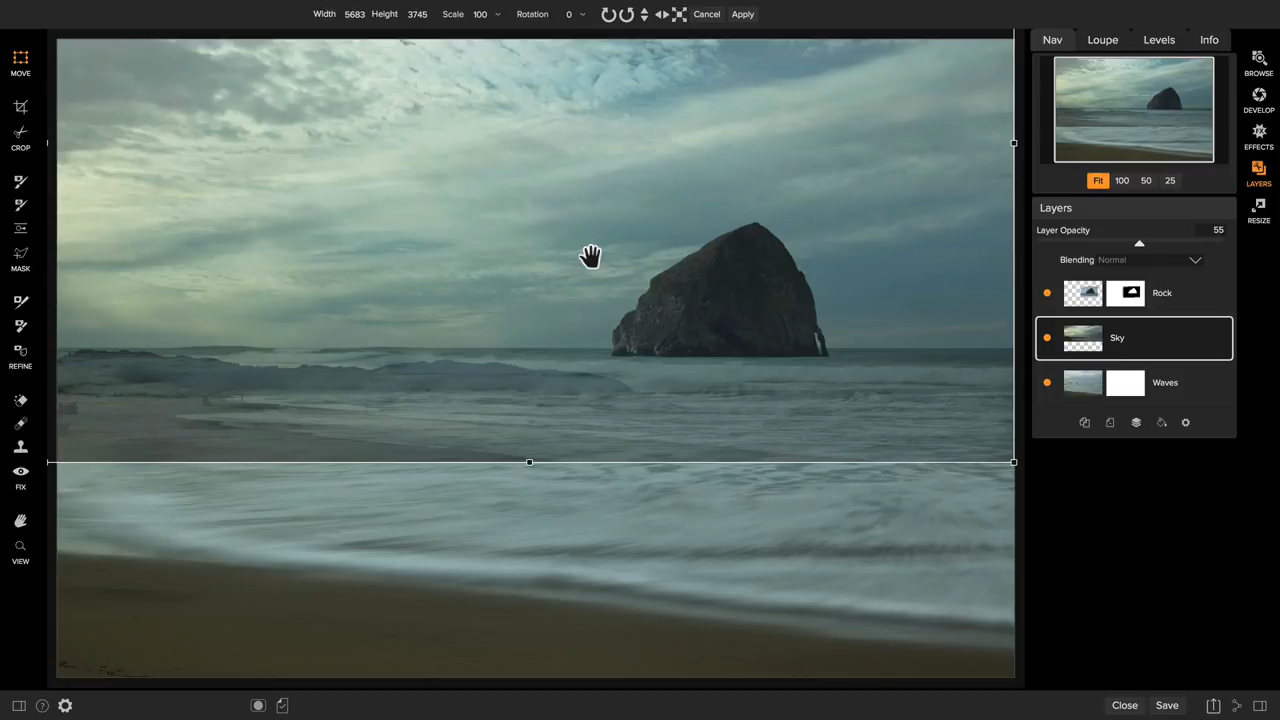 Width 5683 Height 3745 Scale 100 Rotation 0 Cancel Apply
MOVE
CROP
MASK
REFINE
FIX
VIEW
Nav Loupe Levels Info
Fit 100 50 25
Layers
Layer Opacity 55
Blending Normal
Rock
Sky
Waves
BROWSE
DEVELOP
EFFECTS
LAYERS
RESIZE
Close Save